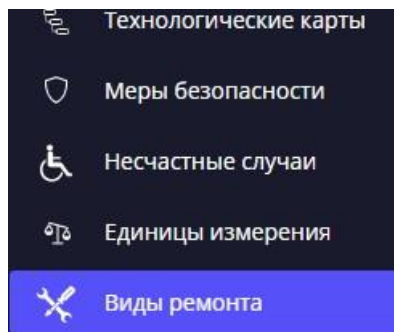 Технологические карты
Меры безопасности
Несчастные случаи
Единицы измерения
Виды ремонта